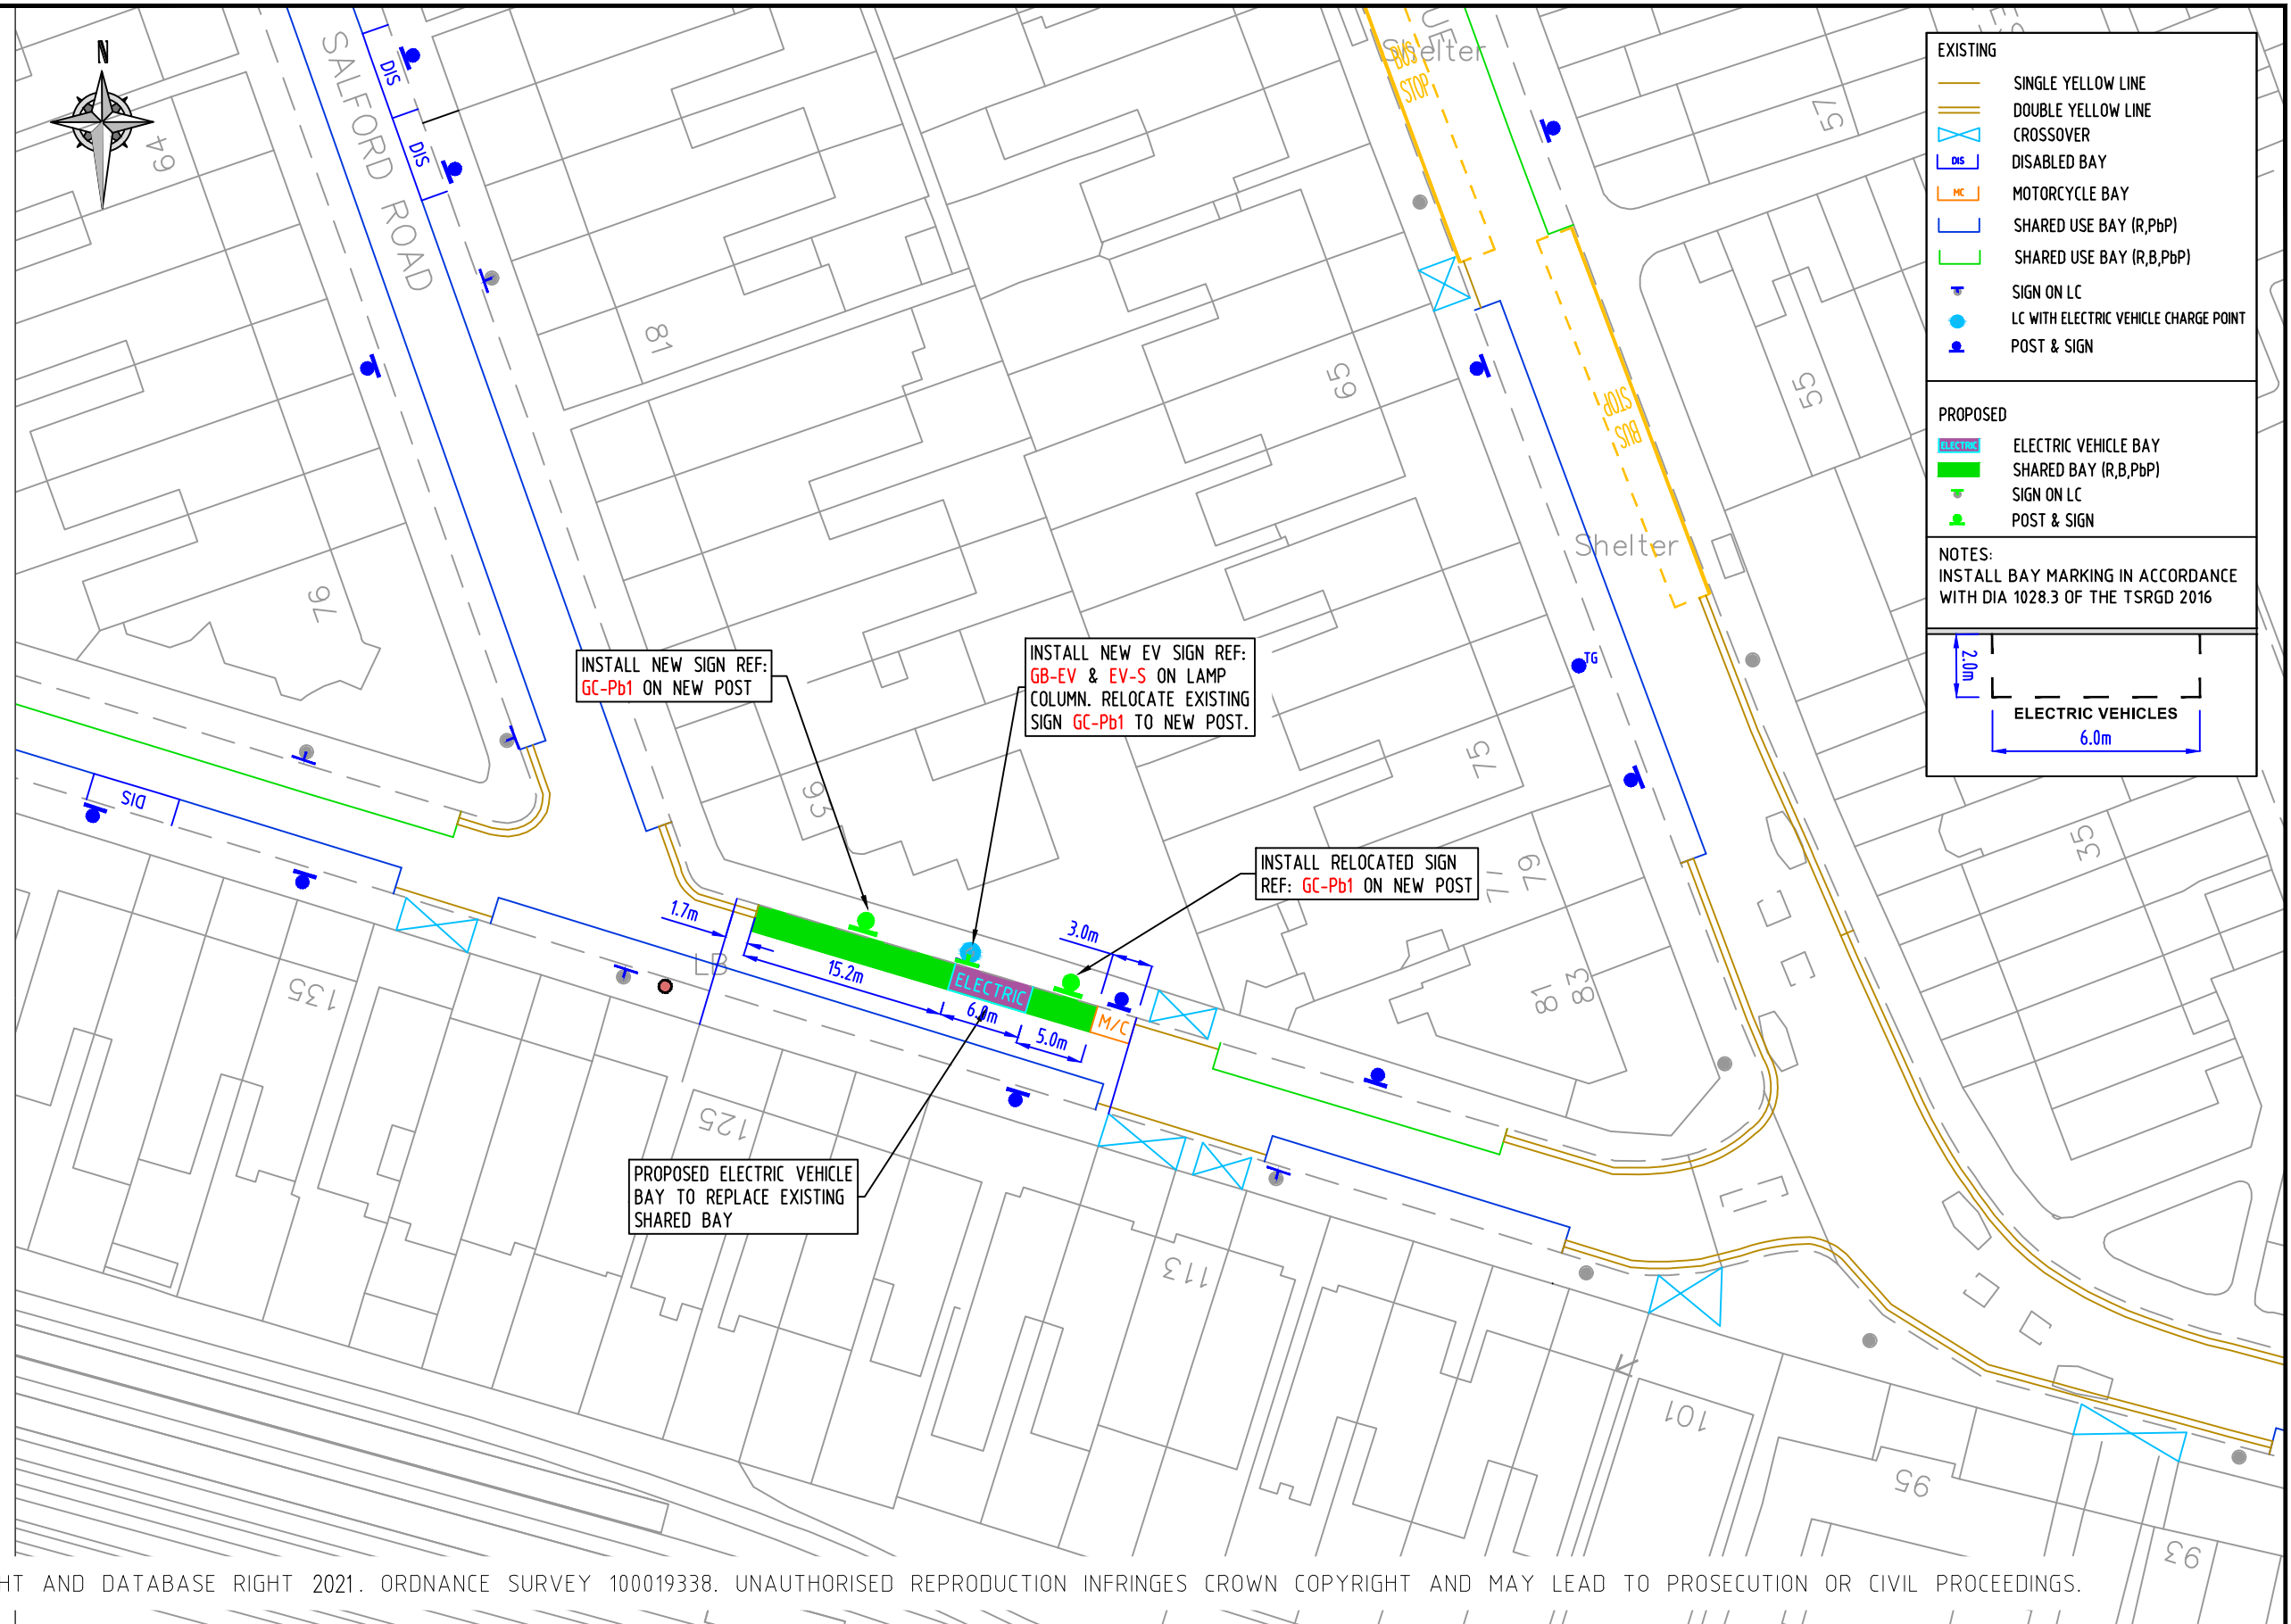 N
SALFORD ROAD
DIS
DIS
64
81
76
93
Shelter
BUS
STOP
57
65
55
BUS
STOP
Shelter
TG
75
79
77
81
83
35
DIS
135
LB
125
113
101
95
93
INSTALL NEW SIGN REF:
GC-Pb1 ON NEW POST
INSTALL NEW EV SIGN REF:
GB-EV & EV-S ON LAMP
COLUMN. RELOCATE EXISTING
SIGN GC-Pb1 TO NEW POST.
INSTALL RELOCATED SIGN
REF: GC-Pb1 ON NEW POST
1.7m
15.2m
ELECTRIC
6.0m
5.0m
3.0m
M/C
PROPOSED ELECTRIC VEHICLE
BAY TO REPLACE EXISTING
SHARED BAY
EXISTING
SINGLE YELLOW LINE
DOUBLE YELLOW LINE
CROSSOVER
DIS DISABLED BAY
MC MOTORCYCLE BAY
SHARED USE BAY (R,PbP)
SHARED USE BAY (R,B,PbP)
SIGN ON LC
LC WITH ELECTRIC VEHICLE CHARGE POINT
POST & SIGN
PROPOSED
ELECTRIC ELECTRIC VEHICLE BAY
SHARED BAY (R,B,PbP)
SIGN ON LC
POST & SIGN
NOTES:
INSTALL BAY MARKING IN ACCORDANCE
WITH DIA 1028.3 OF THE TSRGD 2016
2.0m
ELECTRIC VEHICLES
6.0m
HT AND DATABASE RIGHT 2021. ORDNANCE SURVEY 100019338. UNAUTHORISED REPRODUCTION INFRINGES CROWN COPYRIGHT AND MAY LEAD TO PROSECUTION OR CIVIL PROCEEDINGS.